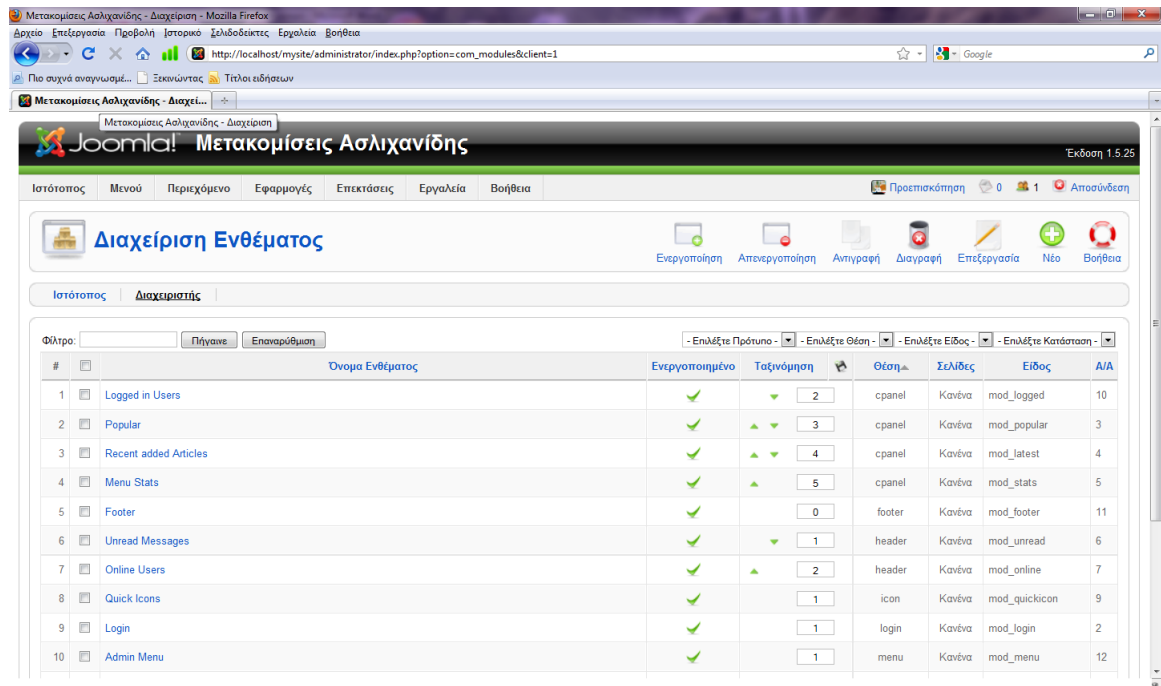 Μετακομίσεις Ασλιχανίδης - Διαχείριση - Mozilla Firefox
Αρχείο Επεξεργασία Προβολή Ιστορικό Σελιδοδείκτες Εργαλεία Βοήθεια
http://localhost/mysite/administrator/index.php?option=com_modules&client=1 Google
Πιο συχνά αναγνωσμέ... Ξεκινώντας Τίτλοι ειδήσεων
Μετακομίσεις Ασλιχανίδης - Διαχεί...
Μετακομίσεις Ασλιχανίδης - Διαχείριση
Joomla! Μετακομίσεις Ασλιχανίδης
Έκδοση 1.5.25
Ιστότοπος Μενού Περιεχόμενο Εφαρμογές Επεκτάσεις Εργαλεία Βοήθεια Προεπισκόπηση 0 1 Αποσύνδεση
Διαχείριση Ενθέματος
Ενεργοποίηση Απενεργοποίηση Αντιγραφή Διαγραφή Επεξεργασία Νέο Βοήθεια
Ιστότοπος Διαχειριστής
Φίλτρο: Πήγαινε Επαναρύθμιση - Επιλέξτε Πρότυπο - - Επιλέξτε Θέση - - Επιλέξτε Είδος - - Επιλέξτε Κατάσταση -
# Όνομα Ενθέματος Ενεργοποιημένο Ταξινόμηση Θέση Σελίδες Είδος Α/Α
1 Logged in Users 2 cpanel Κανένα mod_logged 10
2 Popular 3 cpanel Κανένα mod_popular 3
3 Recent added Articles 4 cpanel Κανένα mod_latest 4
4 Menu Stats 5 cpanel Κανένα mod_stats 5
5 Footer 0 footer Κανένα mod_footer 11
6 Unread Messages 1 header Κανένα mod_unread 6
7 Online Users 2 header Κανένα mod_online 7
8 Quick Icons 1 icon Κανένα mod_quickicon 9
9 Login 1 login Κανένα mod_login 2
10 Admin Menu 1 menu Κανένα mod_menu 12